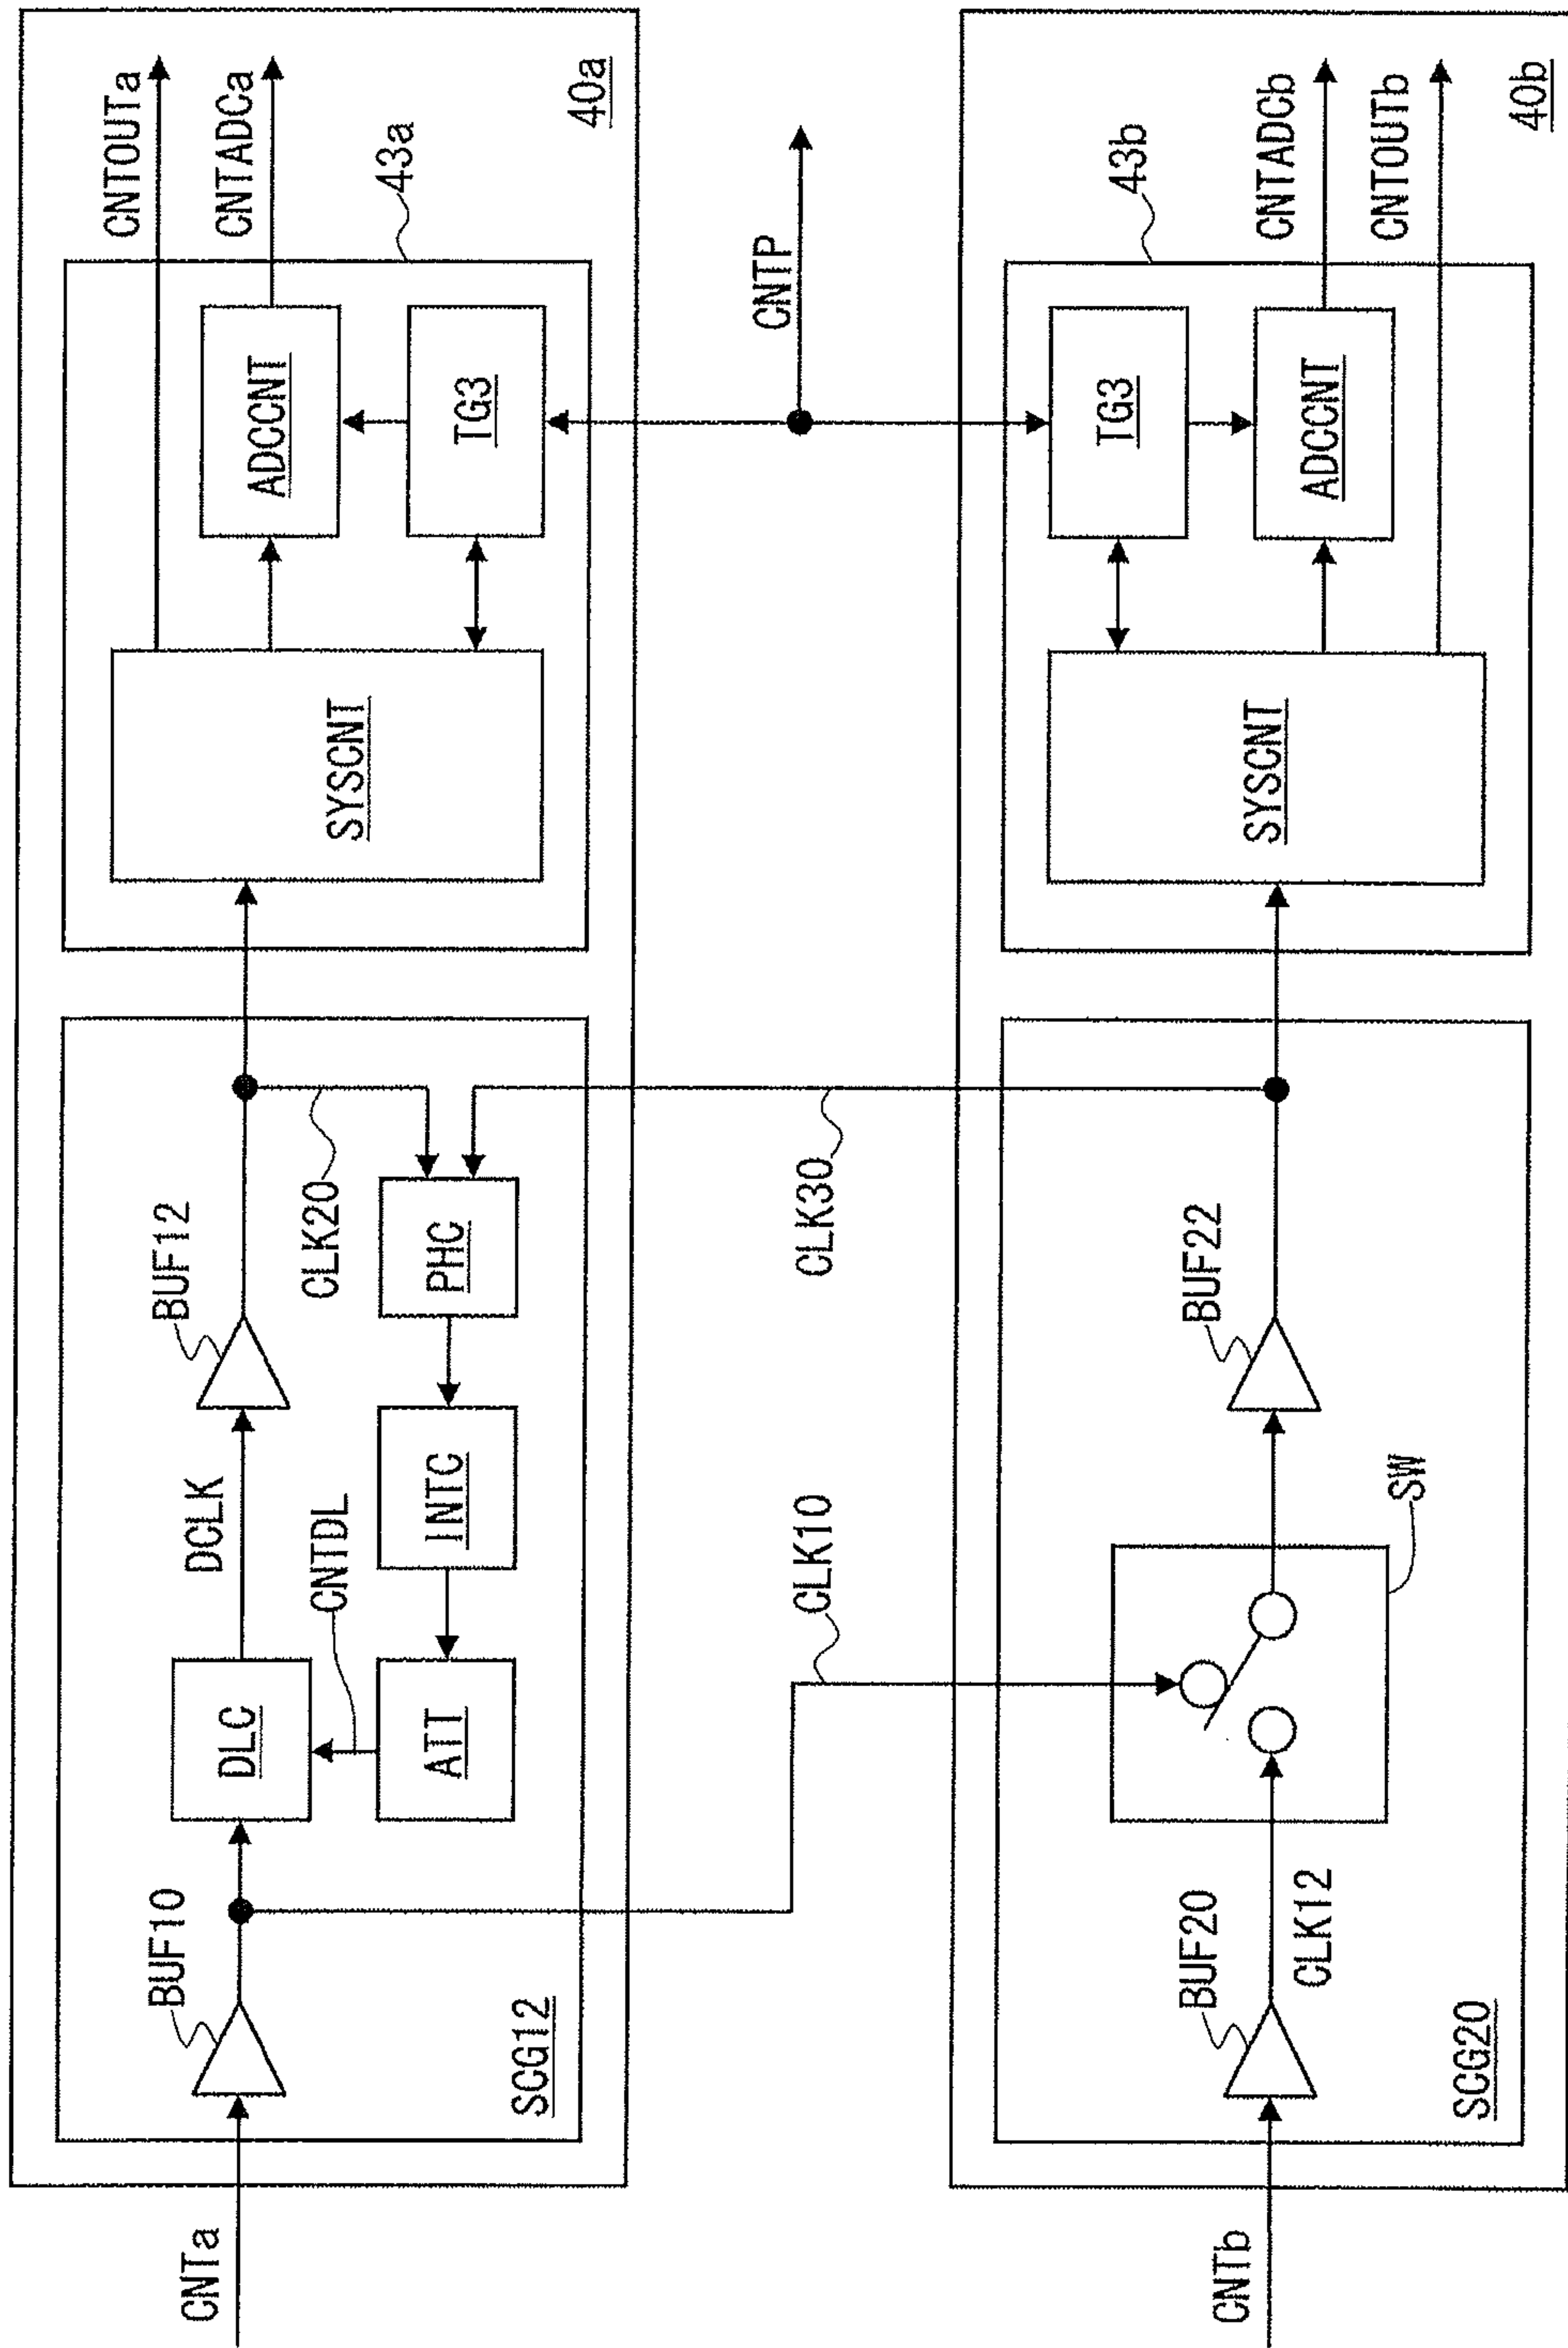 CNTa
BUF10
SCG12
DLC
DCLK
BUF12
CNTDL
ATT
INTC
PHC
CLK20
SYSCNT
ADCCNT
TG3
CNTOUTa
CNTADCa
43a
40a
CLK10
CLK30
CNTP
CNTb
BUF20
CLK12
SCG20
SW
BUF22
SYSCNT
TG3
ADCCNT
43b
CNTADCb
CNTOUTb
40b